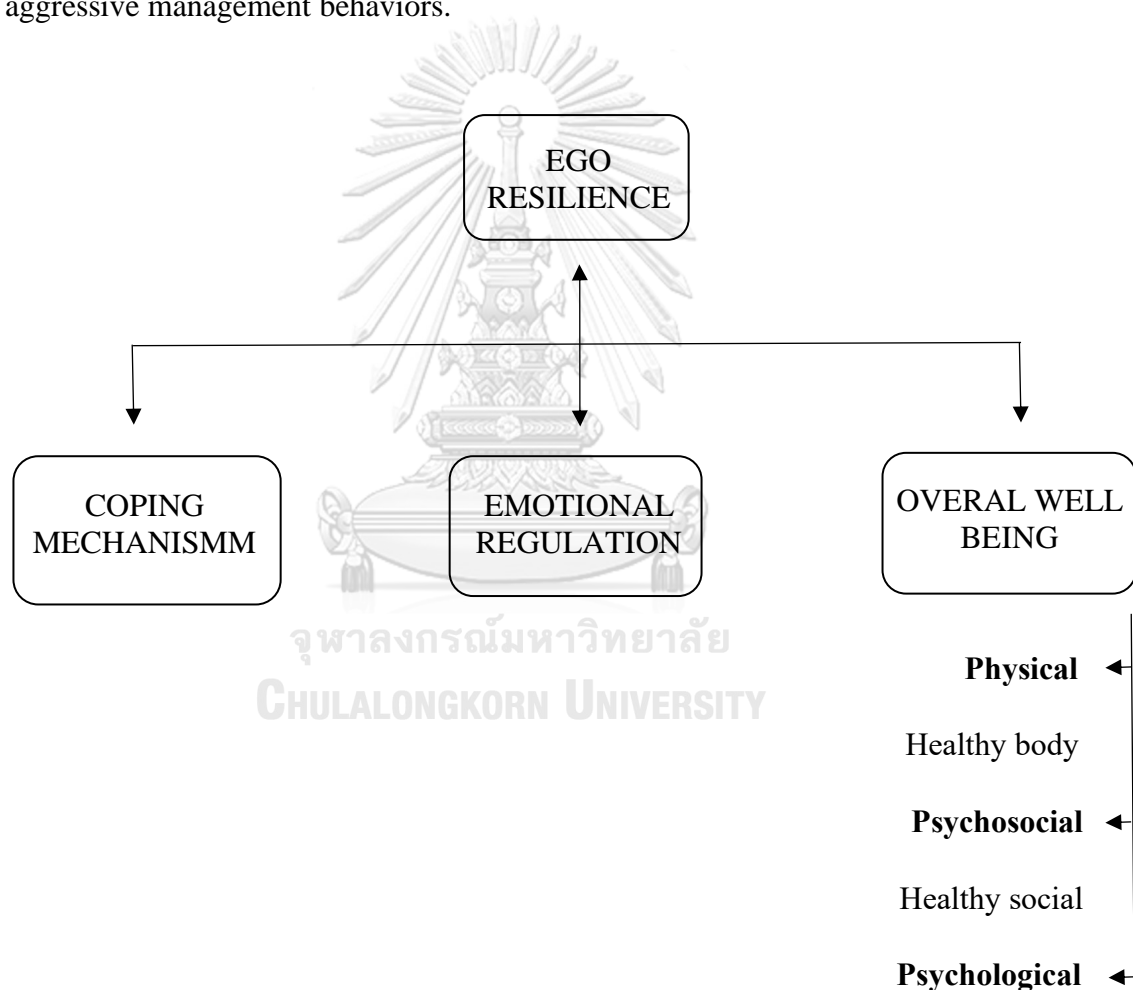 aggressive management behaviors.
EGO
RESILIENCE
COPING
MECHANISMM
EMOTIONAL
REGULATION
OVERAL WELL
BEING
จุฬาลงกรณ์มหาวิทยาลัย
CHULALONGKORN UNIVERSITY
Physical
Healthy body
Psychosocial
Healthy social
Psychological